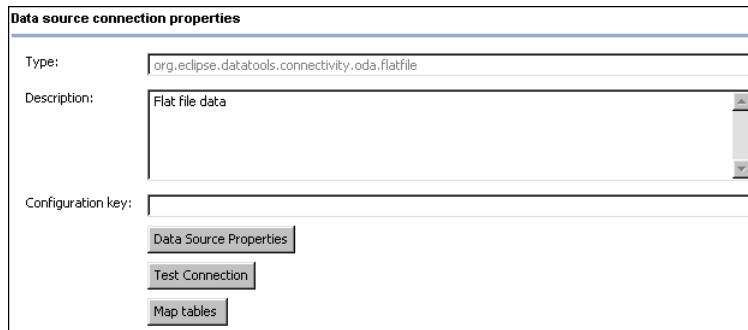 Data source connection properties
Type: org.eclipse.datatools.connectivity.oda.flatfile
Description: Flat file data
Configuration key:
Data Source Properties
Test Connection
Map tables